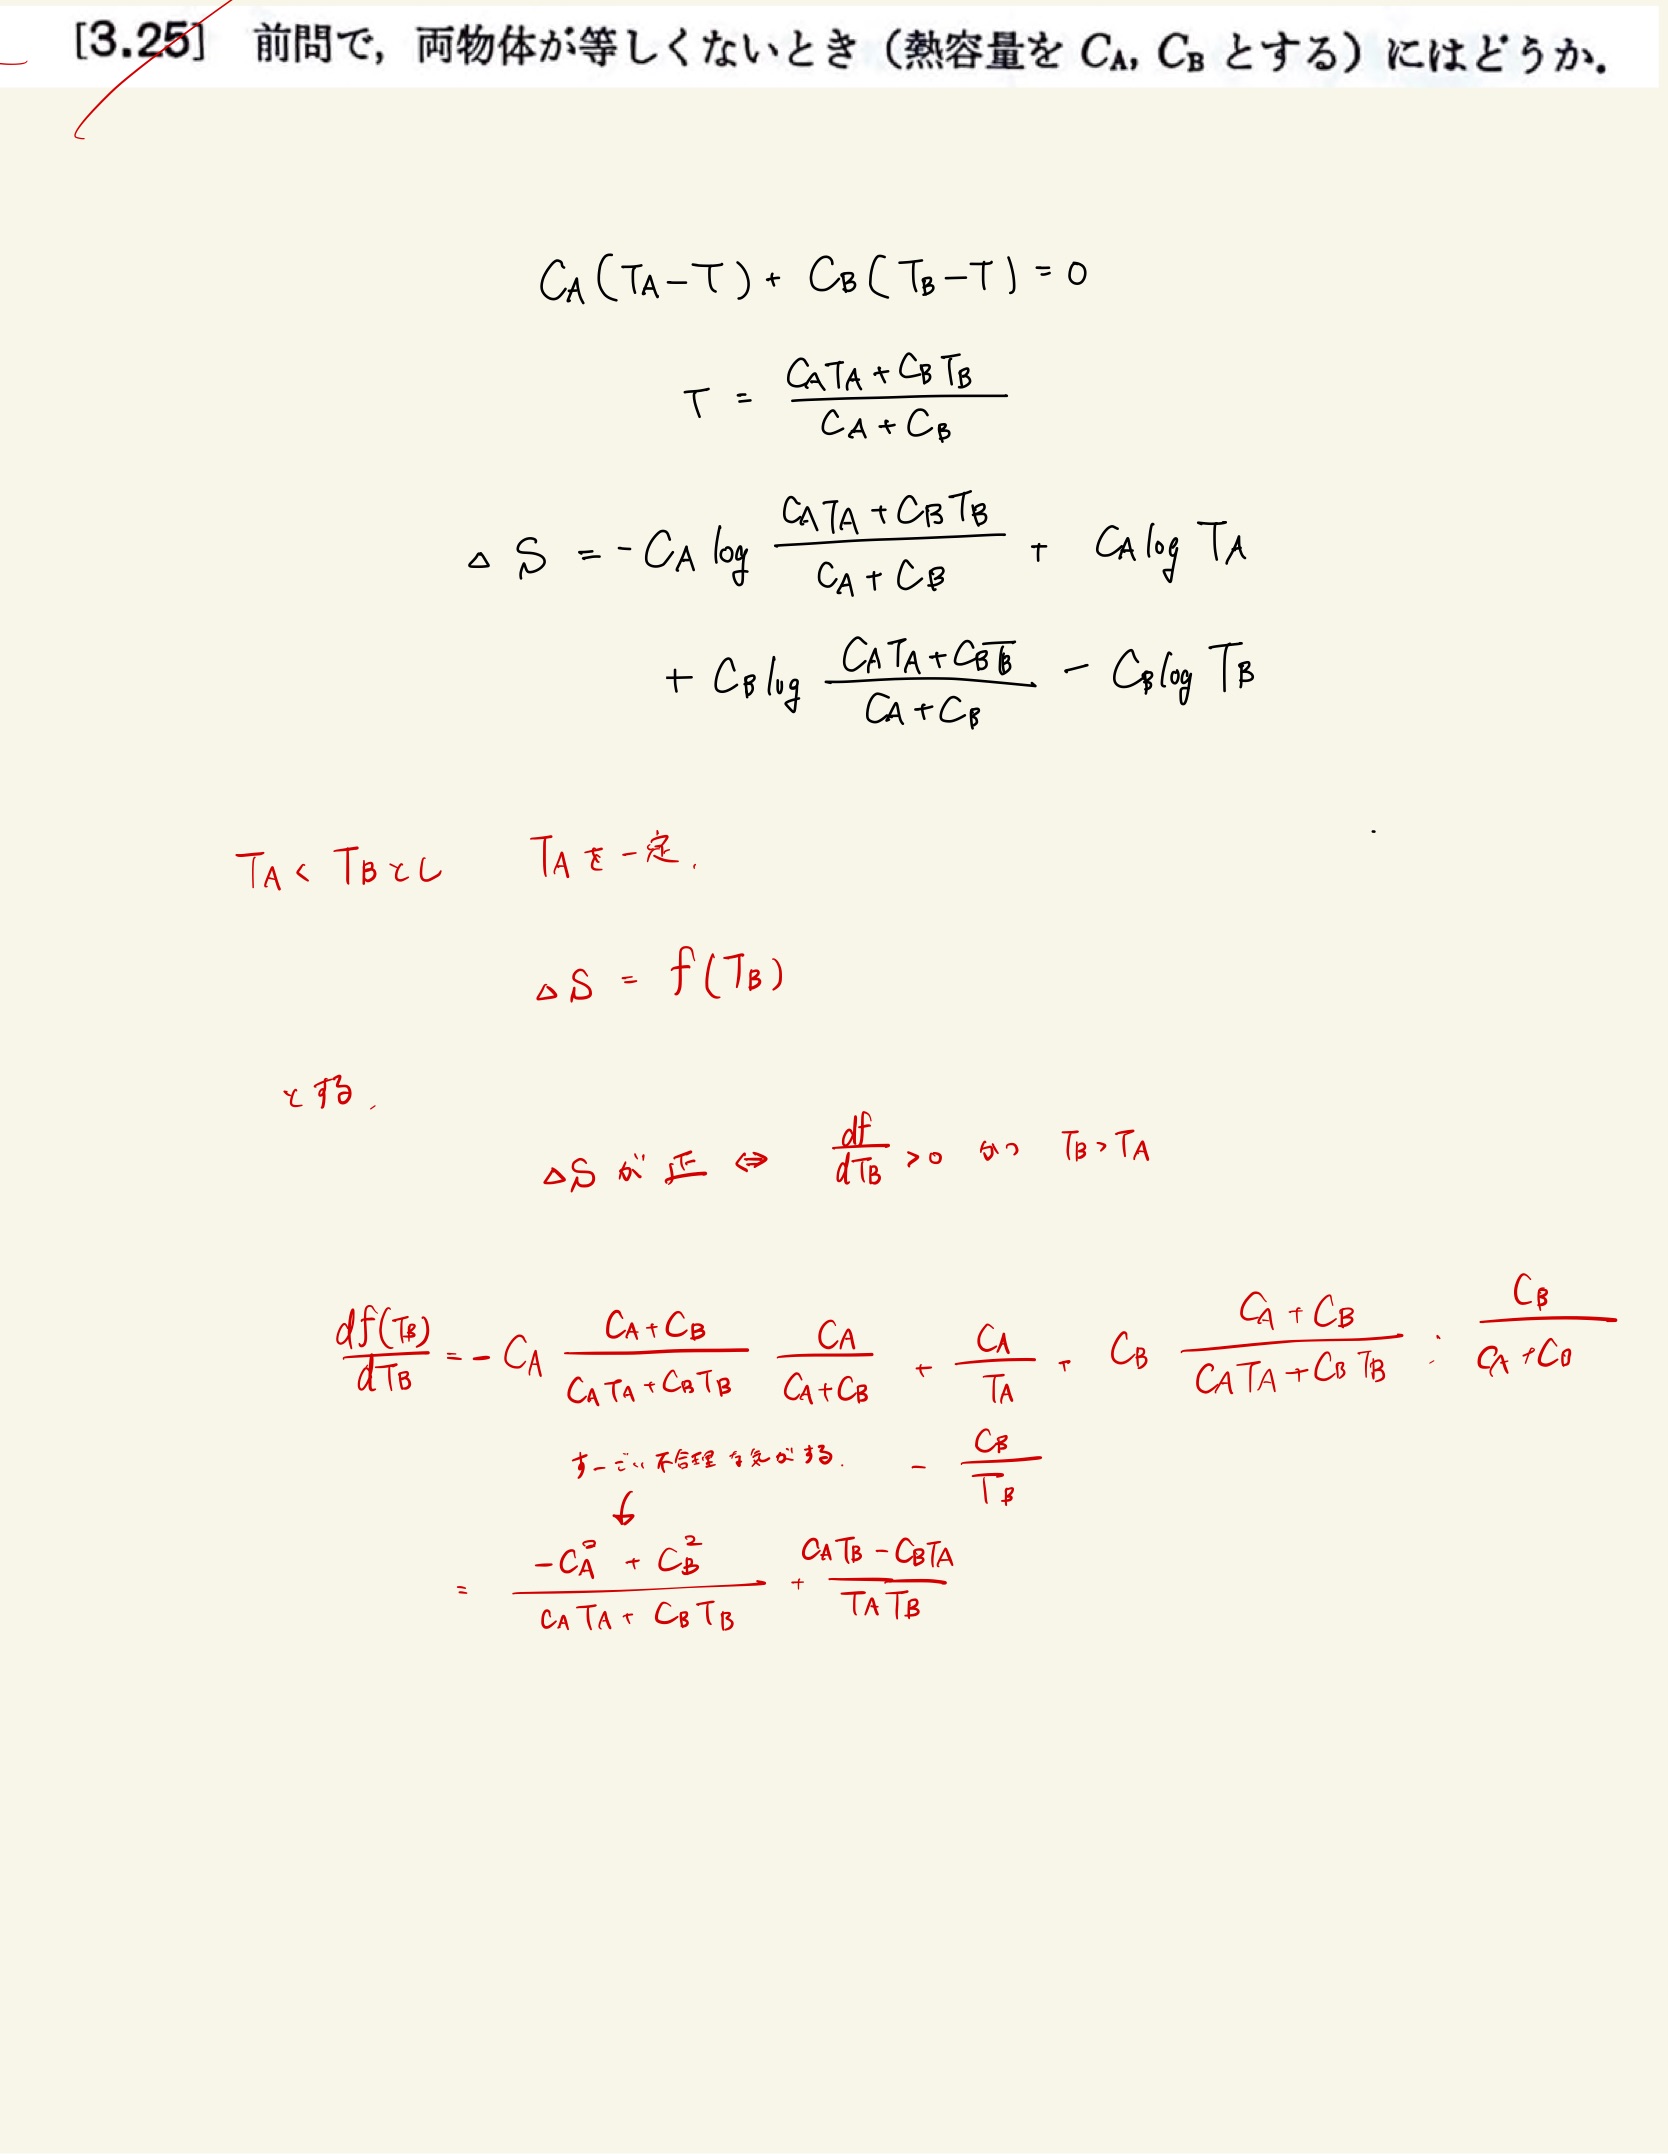 [3.25] 前問で，両物体が等しくないとき（熱容量を C_A, C_B とする）にはどうか．
C_A(T_A-T)+C_B(T_B-T)=0
T = \frac{C_A T_A + C_B T_B}{C_A + C_B}
△S = -C_A log \frac{C_A T_A + C_B T_B}{C_A + C_B} + C_A log T_A
+ C_B log \frac{C_A T_A + C_B T_B}{C_A + C_B} - C_B log T_B
T_A < T_B とし T_A を一定.
△S = f(T_B)
とする.
△S が正 ⇔ \frac{df}{dT_B} > 0 かつ T_B > T_A
\frac{df(T_B)}{dT_B} = -C_A \frac{C_A + C_B}{C_A T_A + C_B T_B} \frac{C_A}{C_A + C_B} + \frac{C_A}{T_A} + C_B \frac{C_A + C_B}{C_A T_A + C_B T_B} : \frac{C_B}{C_A + C_0}
すーごい不合理な気がする. - \frac{C_B}{T_B}
= \frac{-C_A^2 + C_B^2}{C_A T_A + C_B T_B} + \frac{C_A T_B - C_B T_A}{T_A T_B}